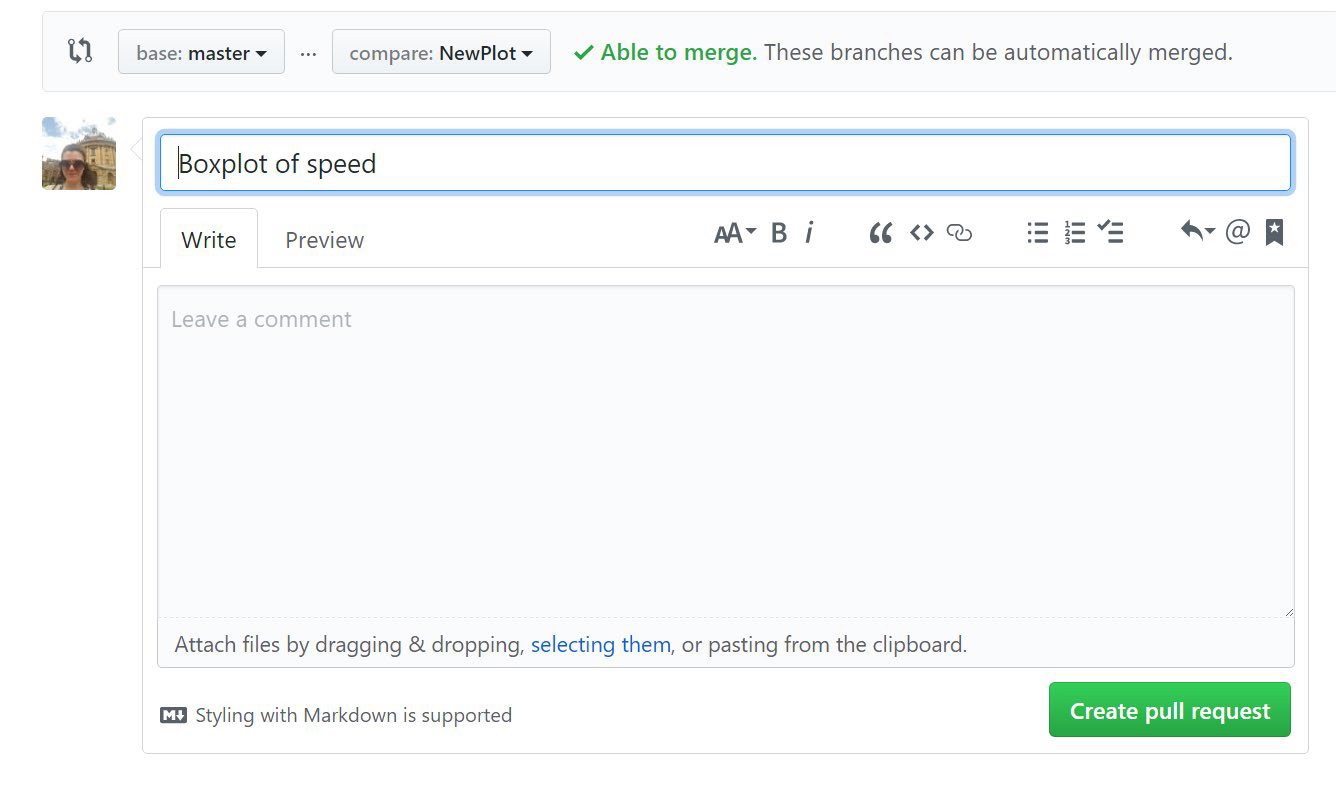 base: master ... compare: NewPlot Able to merge. These branches can be automatically merged.
Boxplot of speed
Write Preview AA B i @
Leave a comment
Attach files by dragging & dropping, selecting them, or pasting from the clipboard.
M Styling with Markdown is supported
Create pull request